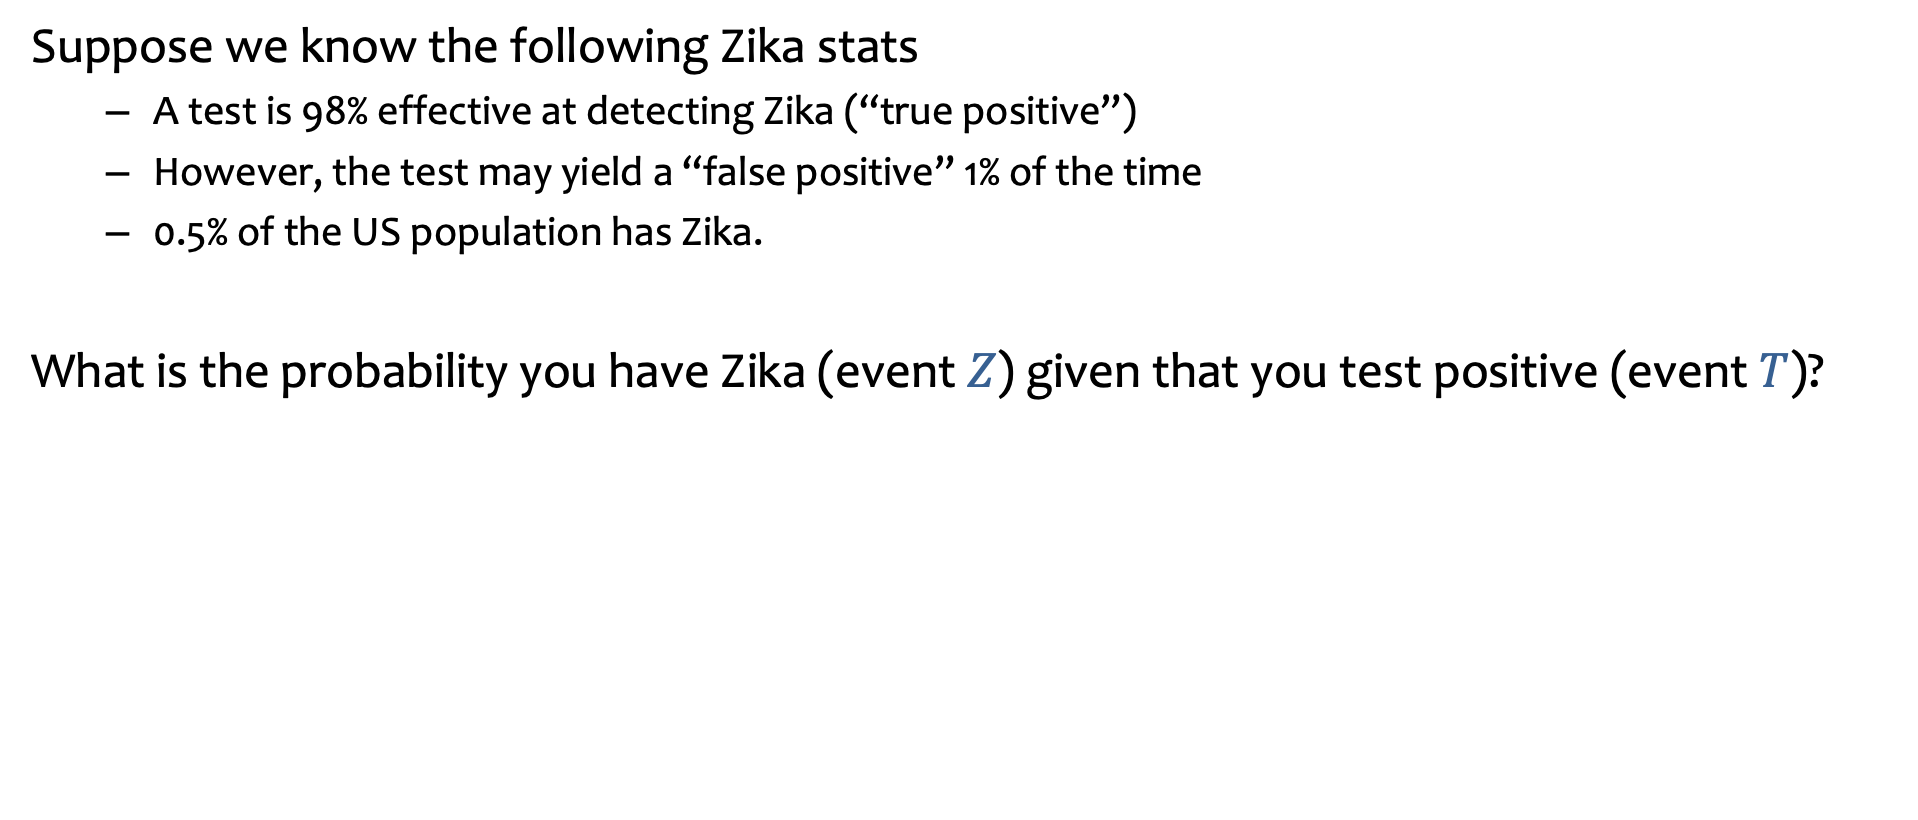 Suppose we know the following Zika stats
– A test is 98% effective at detecting Zika (“true positive”)
– However, the test may yield a “false positive” 1% of the time
– 0.5% of the US population has Zika.
What is the probability you have Zika (event Z) given that you test positive (event T)?